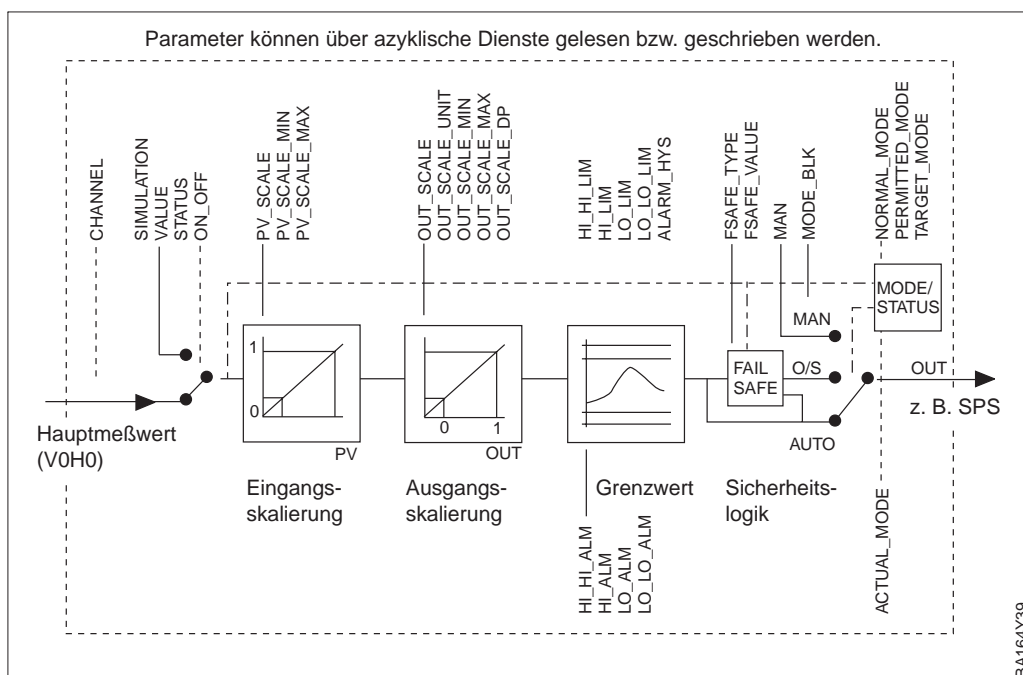 Parameter können über azyklische Dienste gelesen bzw. geschrieben werden.
CHANNEL
SIMULATION
VALUE
STATUS
ON_OFF
PV_SCALE
PV_SCALE_MIN
PV_SCALE_MAX
OUT_SCALE
OUT_SCALE_UNIT
OUT_SCALE_MIN
OUT_SCALE_MAX
OUT_SCALE_DP
HI_HI_LIM
HI_LIM
LO_LIM
LO_LO_LIM
ALARM_HYS
FSAFE_TYPE
FSAFE_VALUE
MAN
MODE_BLK
NORMAL_MODE
PERMITTED_MODE
TARGET_MODE
MODE/
STATUS
MAN
1
0
PV
0
1
OUT
FAIL
SAFE
O/S
AUTO
OUT
z. B. SPS
Hauptmeßwert
(V0H0)
Eingangs-
skalierung
Ausgangs-
skalierung
Grenzwert
Sicherheits-
logik
HI_HI_ALM
HI_ALM
LO_ALM
LO_LO_ALM
ACTUAL_MODE
BA164Y39